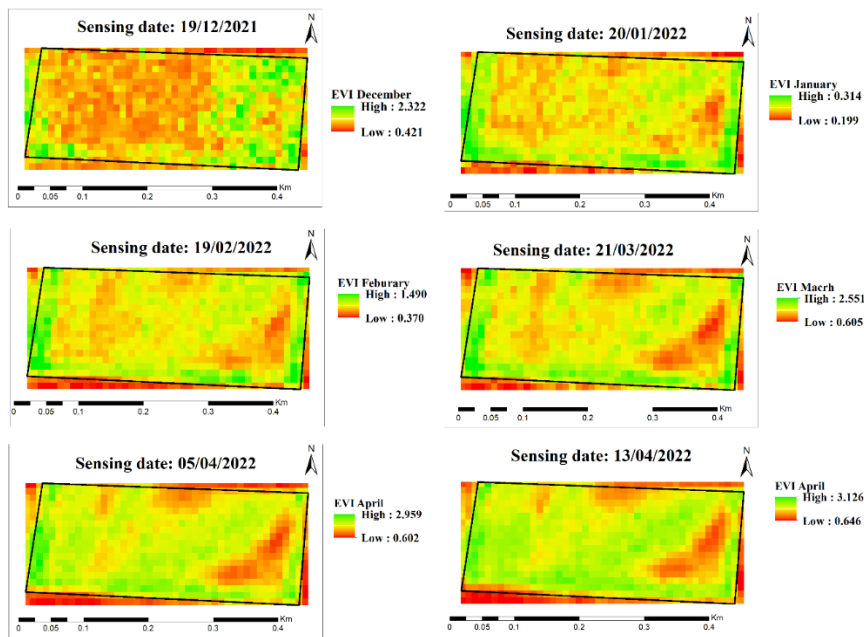 Sensing date: 19/12/2021
N
EVI December
High : 2.322
Low : 0.421
Km
0 0.05 0.1 0.2 0.3 0.4
Sensing date: 20/01/2022
N
EVI January
High : 0.314
Low : 0.199
Km
0 0.05 0.1 0.2 0.3 0.4
Sensing date: 19/02/2022
N
EVI Feburary
High : 1.490
Low : 0.370
Km
0 0.05 0.1 0.2 0.3 0.4
Sensing date: 21/03/2022
N
EVI Macrh
High : 2.551
Low : 0.605
Km
0 0.05 0.1 0.2 0.3 0.4
Sensing date: 05/04/2022
N
EVI April
High : 2.959
Low : 0.602
Km
0 0.05 0.1 0.2 0.3 0.4
Sensing date: 13/04/2022
N
EVI April
High : 3.126
Low : 0.646
Km
0 0.05 0.1 0.2 0.3 0.4